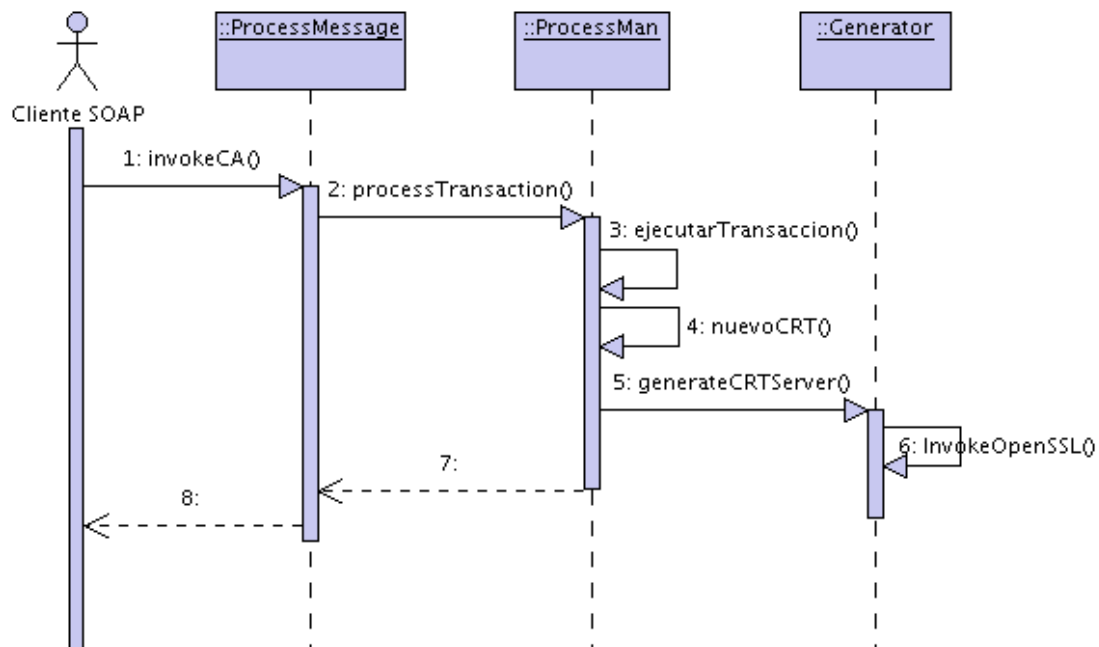 ::ProcessMessage
::ProcessMan
::Generator
Cliente SOAP
1: invokeCA()
2: processTransaction()
3: ejecutarTransaccion()
4: nuevoCRT()
5: generateCRTServer()
6: InvokeOpenSSL()
7:
8: